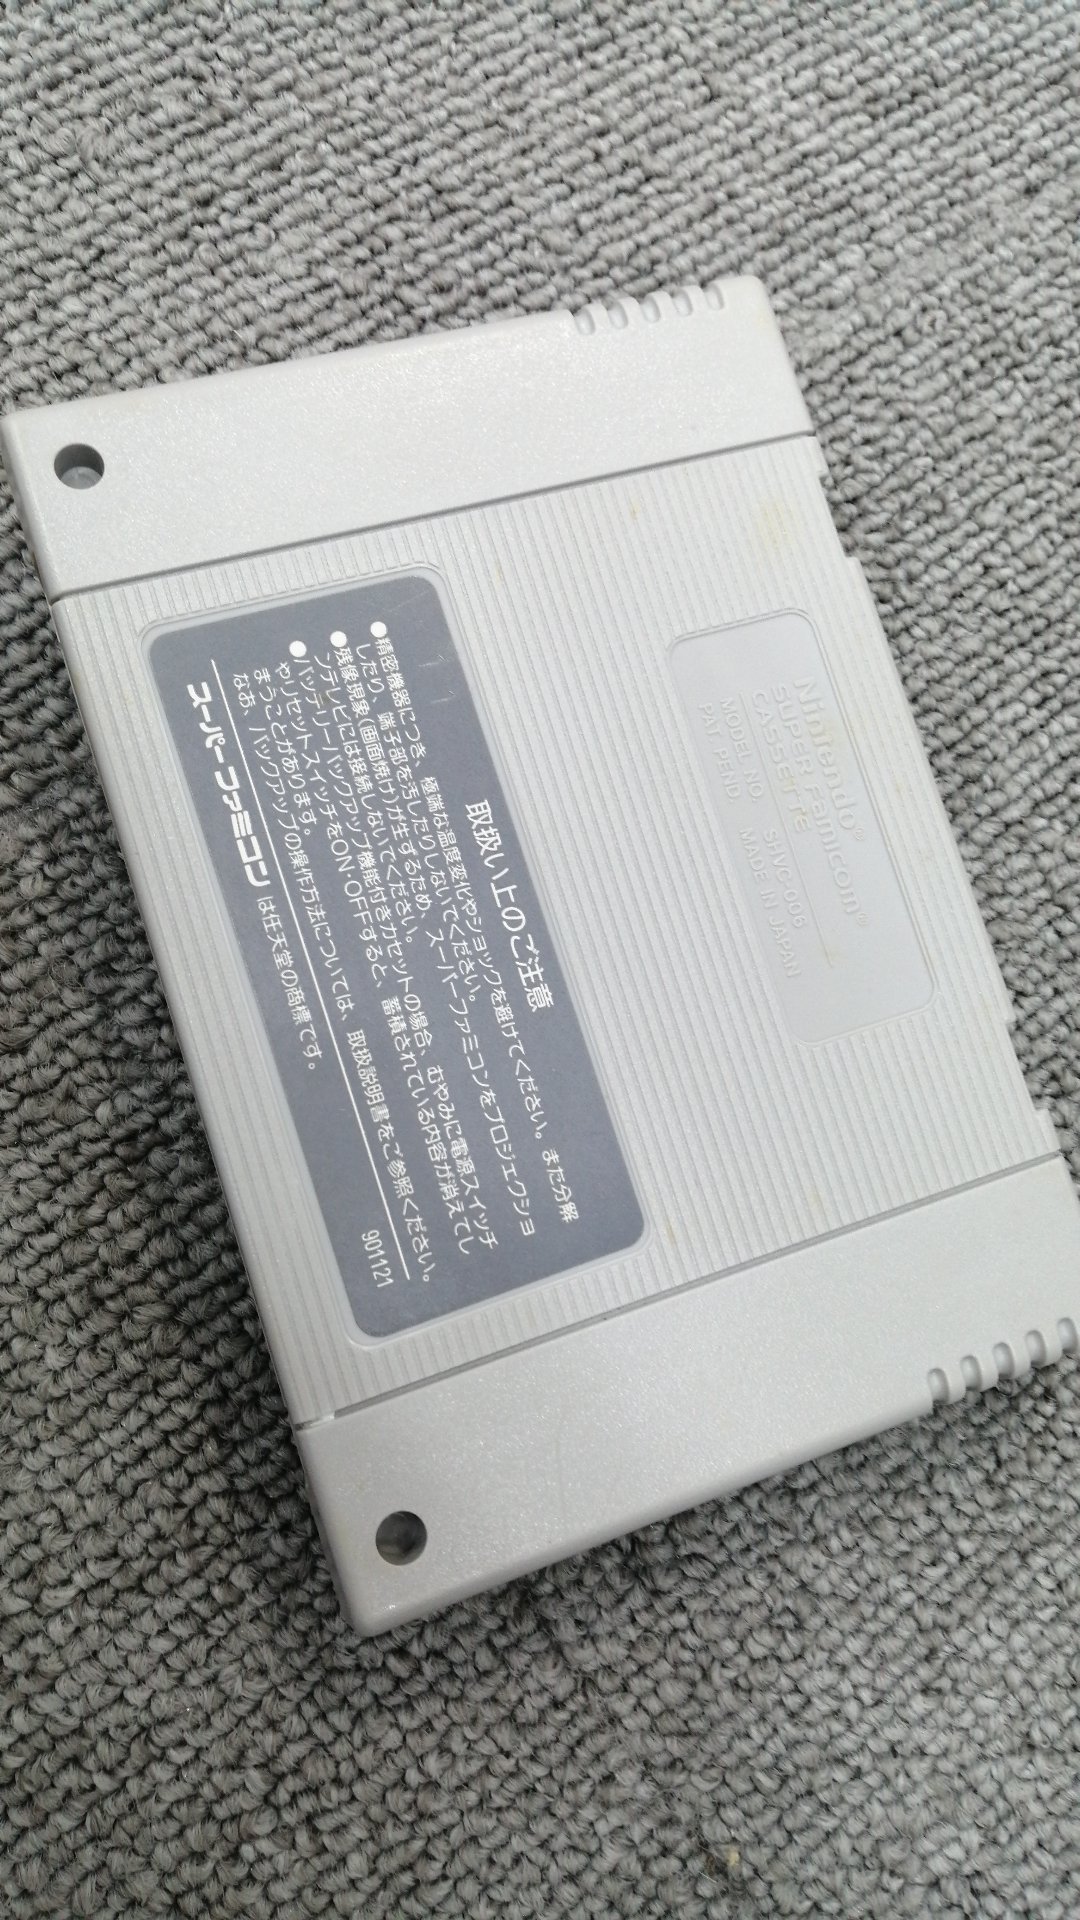 Nintendo®
SUPER Famicom®
CASSETTE
MODEL NO. SHVC-006
PAT. PEND. MADE IN JAPAN
取扱い上のご注意
●精密機器につき、極端な温度変化やショックを避けてください。また分解
したり、端子部を汚したりしないでください。
●残像現象(画面焼け)が生ずるため、スーパーファミコンをプロジェクショ
ンテレビには接続しないでください。
●バッテリーバックアップ機能付きカセットの場合、むやみに電源スイッチ
やリセットスイッチをON・OFFすると、蓄積されている内容が消えてし
まうことがあります。
なお、バックアップの操作方法については、取扱説明書をご参照ください。
スーパーファミコンは任天堂の商標です。
901121